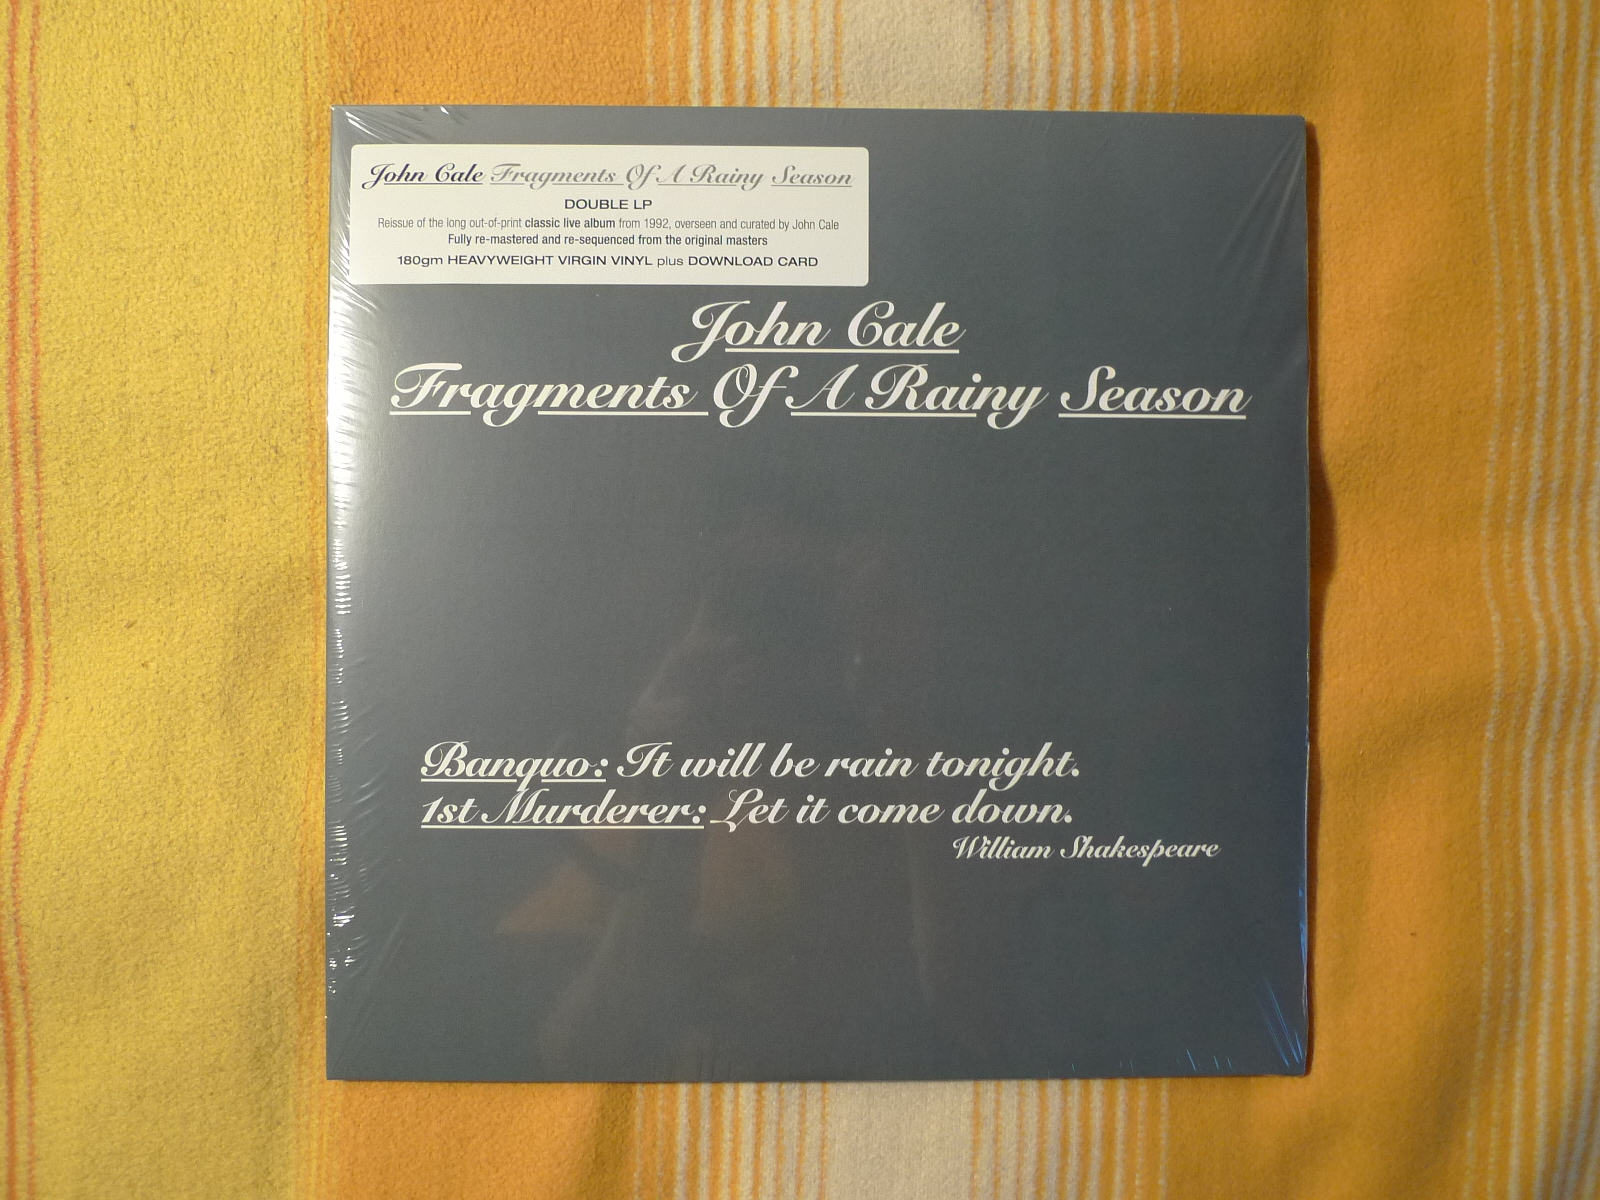 John Cale Fragments Of A Rainy Season
DOUBLE LP
Reissue of the long out-of-print classic live album from 1992, overseen and curated by John Cale
Fully re-mastered and re-sequenced from the original masters
180gm HEAVYWEIGHT VIRGIN VINYL plus DOWNLOAD CARD
John Cale
Fragments Of A Rainy Season
Banquo: It will be rain tonight.
1st Murderer: Let it come down.
William Shakespeare